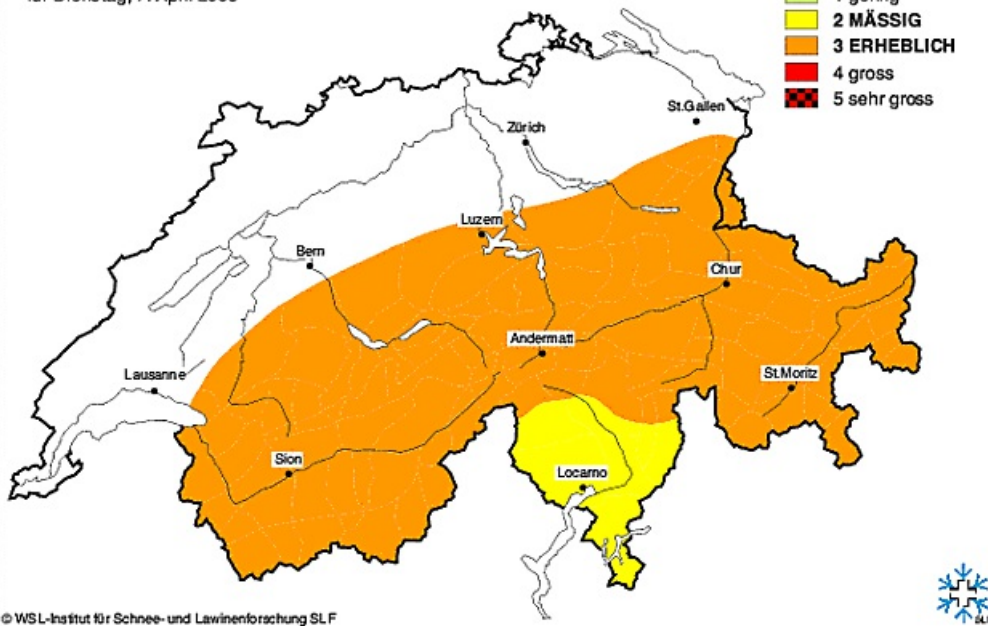 2 MÄSSIG
3 ERHEBLICH
4 gross
5 sehr gross
St.Gallen
Zürich
Luzern
Bern
Chur
Andermatt
Lausanne
St.Moritz
Sion
Locarno
© WSL-Institut für Schnee- und Lawinenforschung SLF